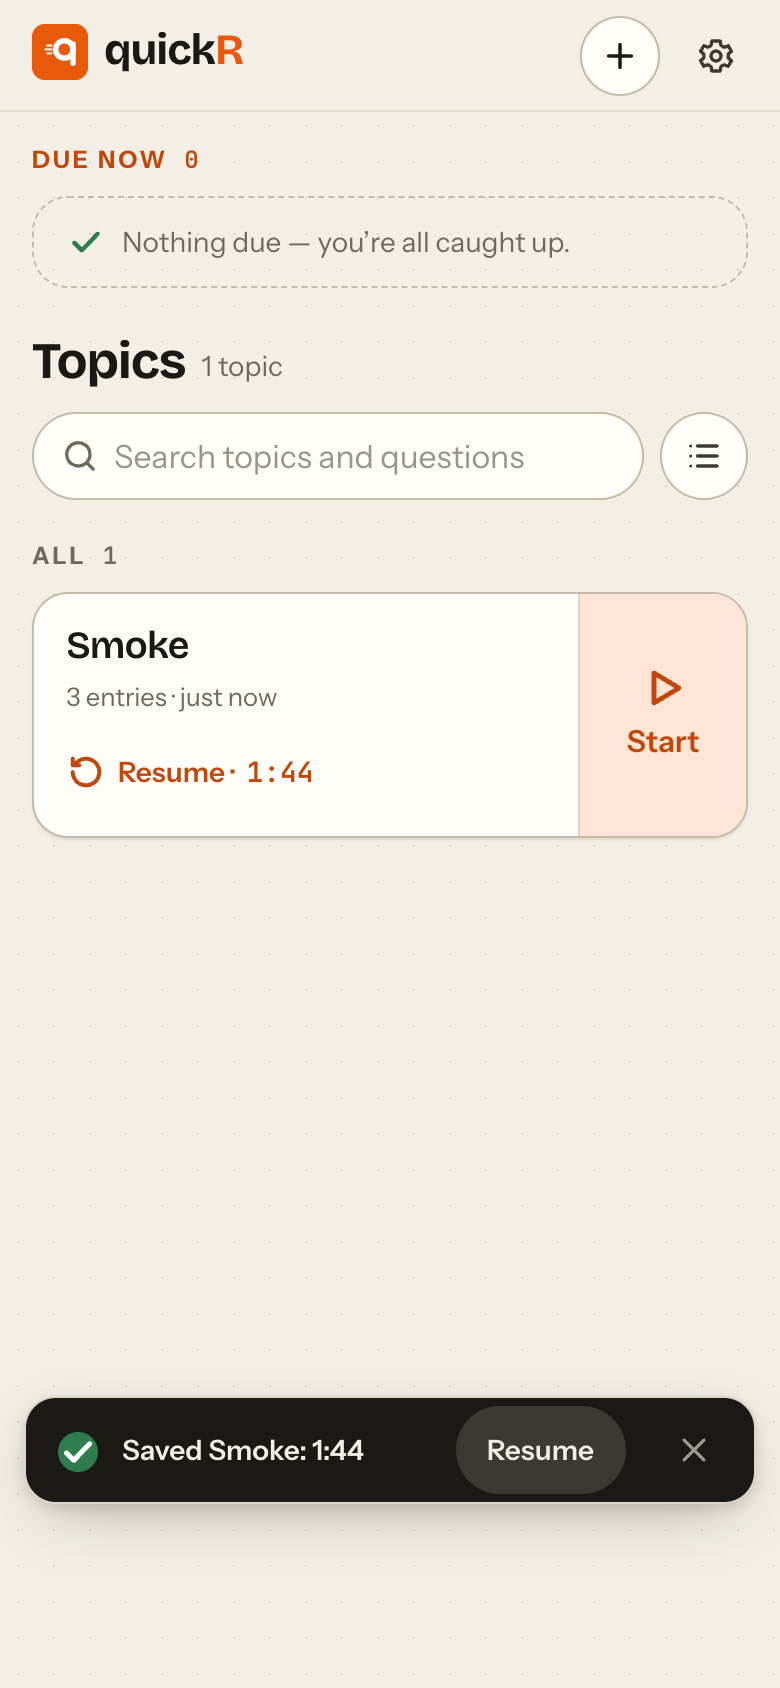 quickR
DUE NOW 0
Nothing due — you’re all caught up.
Topics 1 topic
Search topics and questions
ALL 1
Smoke
3 entries · just now
Start
Resume · 1:44
Saved Smoke: 1:44 Resume